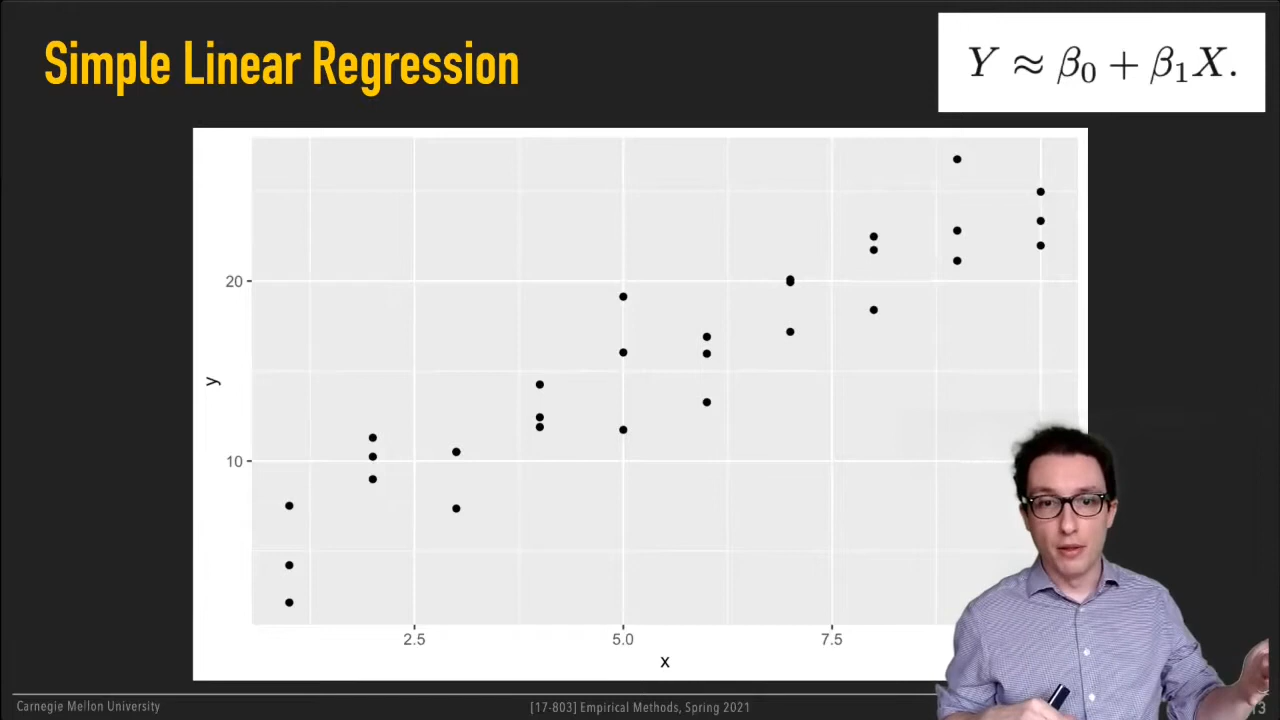 Simple Linear Regression
Y ≈ β₀ + β₁X.
20
10
y
2.5 5.0 7.5
x
Carnegie Mellon University [17-803] Empirical Methods, Spring 2021 13